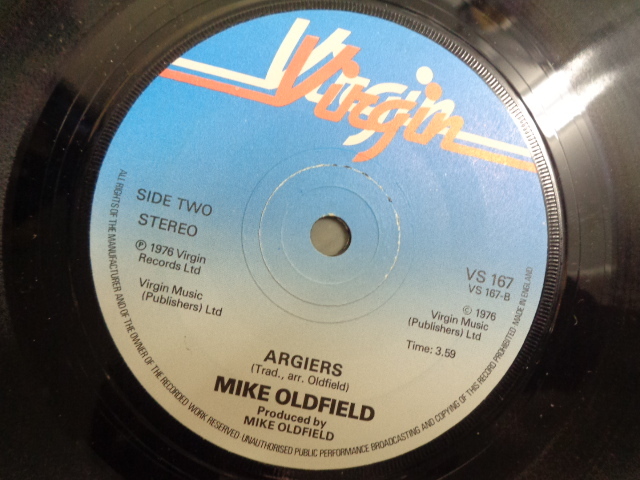 Virgin
SIDE TWO
STEREO
℗ 1976 Virgin
Records Ltd
Virgin Music
(Publishers) Ltd
VS 167
VS 167-B
© 1976
Virgin Music
(Publishers) Ltd
Time: 3.59
ARGIERS
(Trad., arr. Oldfield)
MIKE OLDFIELD
Produced by
MIKE OLDFIELD
ALL RIGHTS OF THE MANUFACTURER AND OF THE OWNER OF THE RECORDED WORK RESERVED UNAUTHORISED PUBLIC PERFORMANCE BROADCASTING AND COPYING OF THIS RECORD PROHIBITED MADE IN ENGLAND